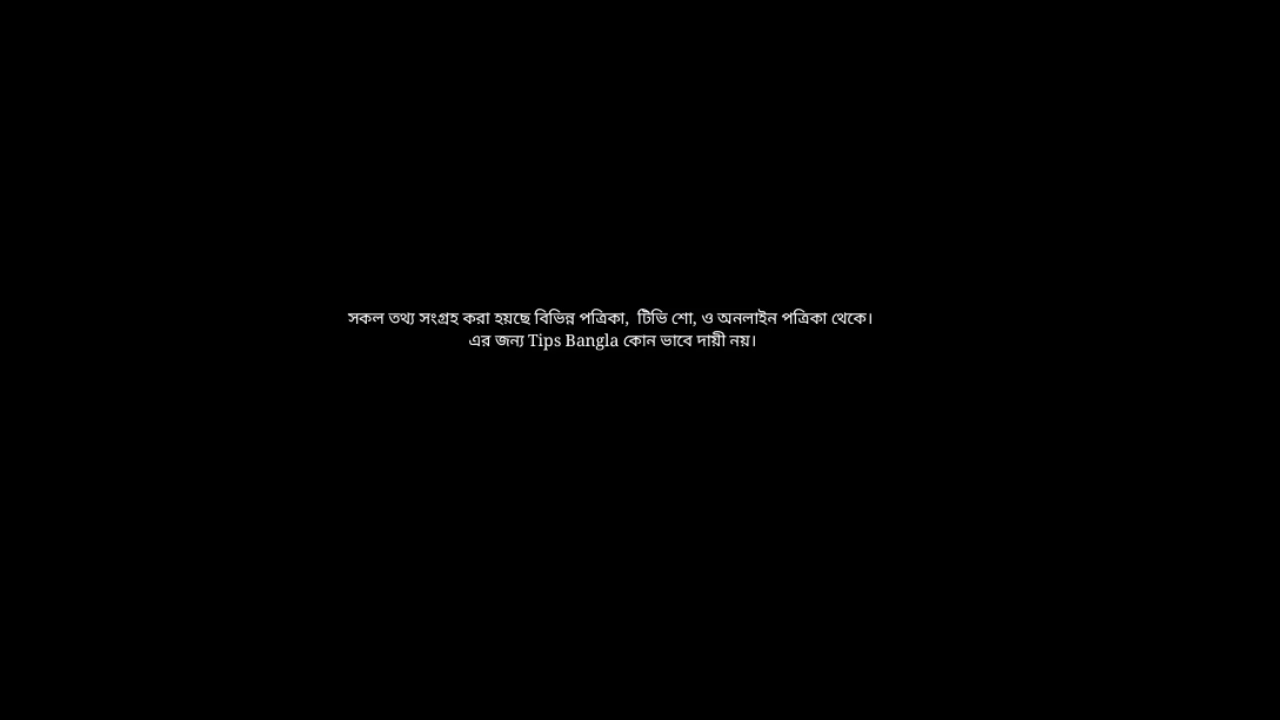 সকল তথ্য সংগ্রহ করা হয়ছে বিভিন্ন পত্রিকা,  টিভি শো, ও অনলাইন পত্রিকা থেকে।
এর জন্য Tips Bangla কোন ভাবে দায়ী নয়।